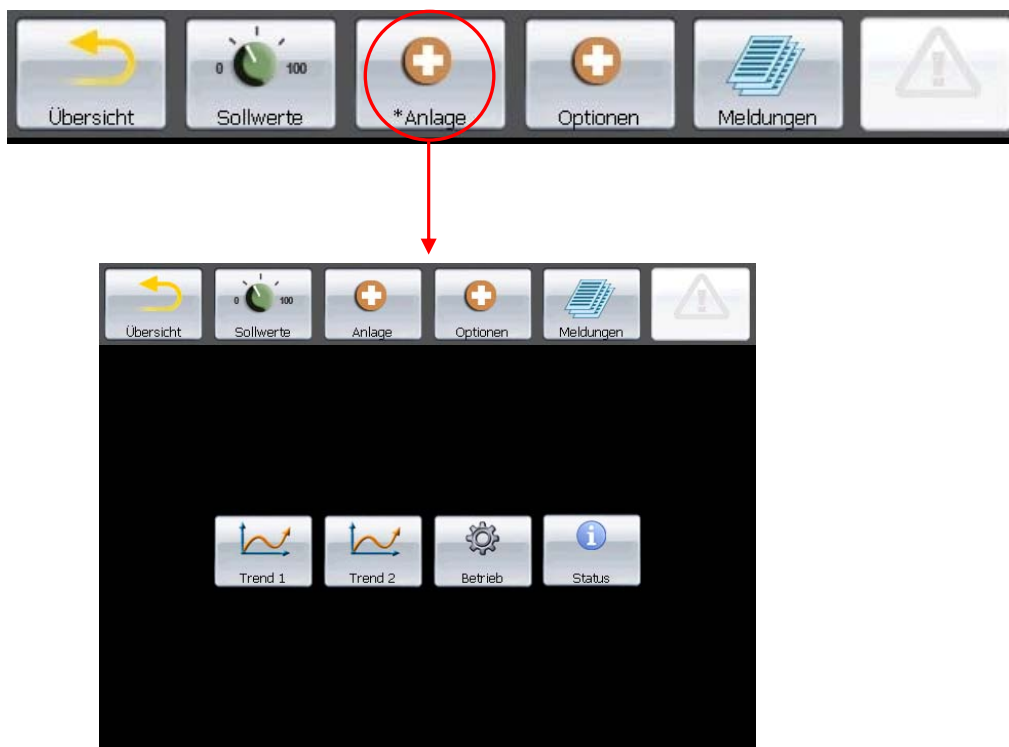 0 100
Übersicht Sollwerte *Anlage Optionen Meldungen
0 100
Übersicht Sollwerte Anlage Optionen Meldungen
Trend 1 Trend 2 Betrieb Status